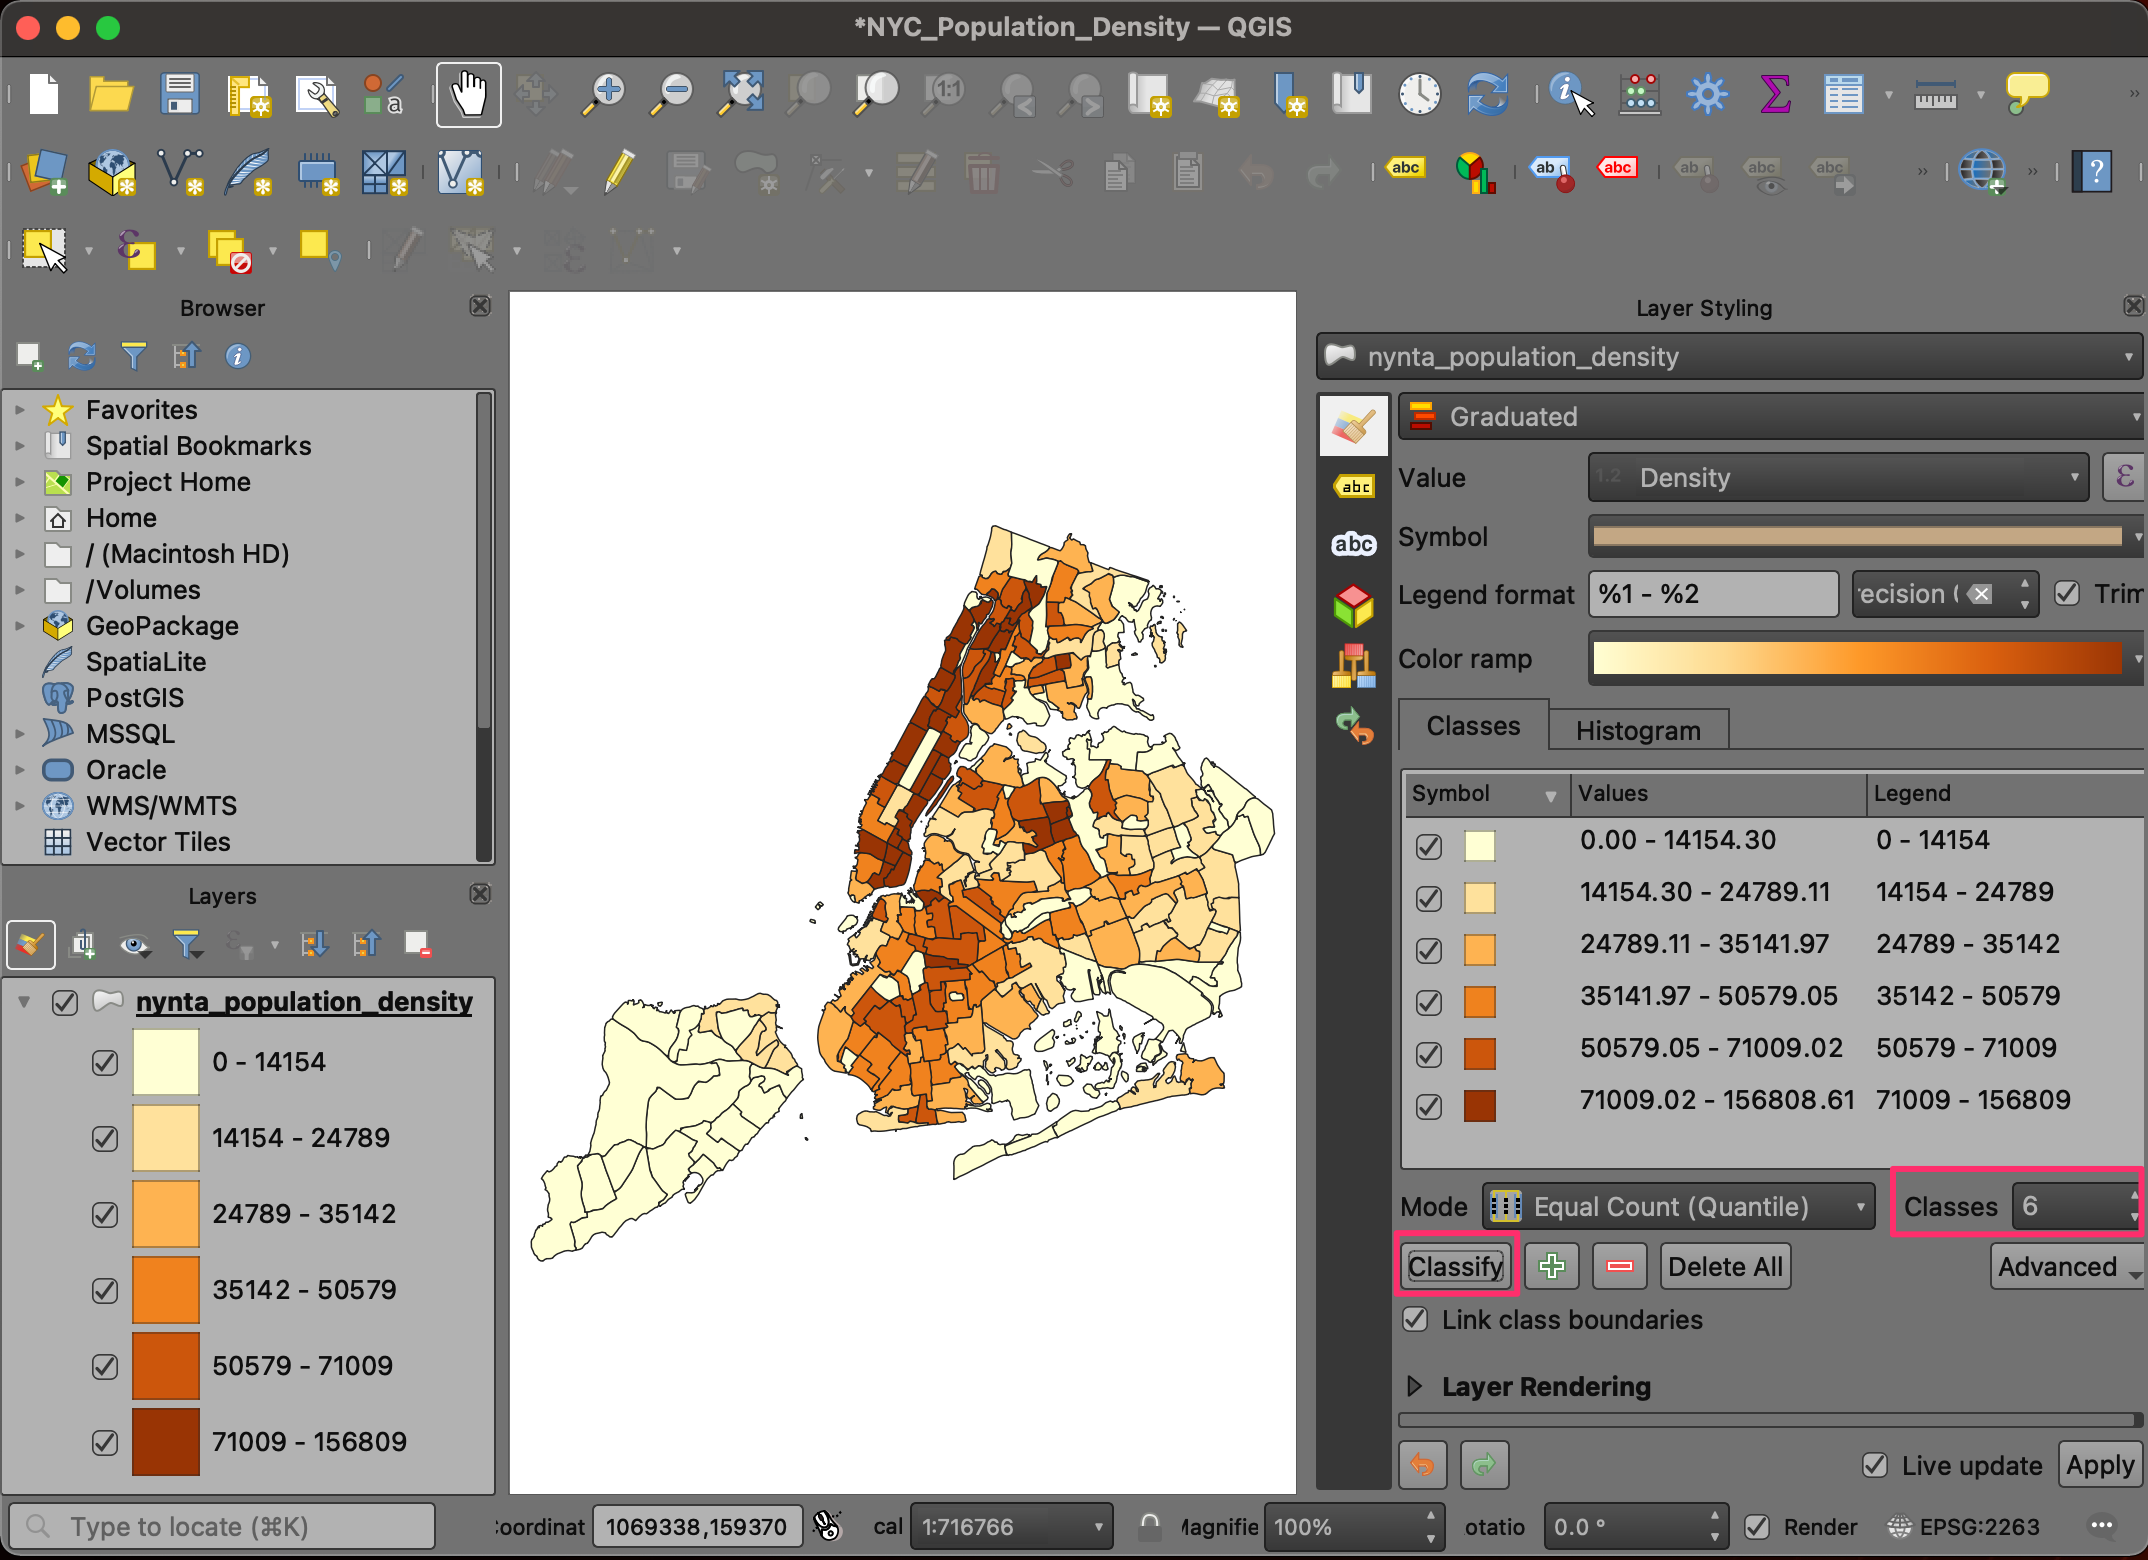 *NYC_Population_Density — QGIS
Browser
Favorites
Spatial Bookmarks
Project Home
Home
/ (Macintosh HD)
/Volumes
GeoPackage
SpatiaLite
PostGIS
MSSQL
Oracle
WMS/WMTS
Vector Tiles
Layers
nynta_population_density
0 - 14154
14154 - 24789
24789 - 35142
35142 - 50579
50579 - 71009
71009 - 156809
Layer Styling
nynta_population_density
Graduated
Value 1.2 Density
Symbol
Legend format %1 - %2 recision Trim
Color ramp
Classes Histogram
Symbol Values Legend
0.00 - 14154.30 0 - 14154
14154.30 - 24789.11 14154 - 24789
24789.11 - 35141.97 24789 - 35142
35141.97 - 50579.05 35142 - 50579
50579.05 - 71009.02 50579 - 71009
71009.02 - 156808.61 71009 - 156809
Mode Equal Count (Quantile) Classes 6
Classify Delete All Advanced
Link class boundaries
Layer Rendering
Live update Apply
Type to locate (⌘K) oordinat 1069338,159370 cal 1:716766 Magnifie 100% otatio 0.0 ° Render EPSG:2263